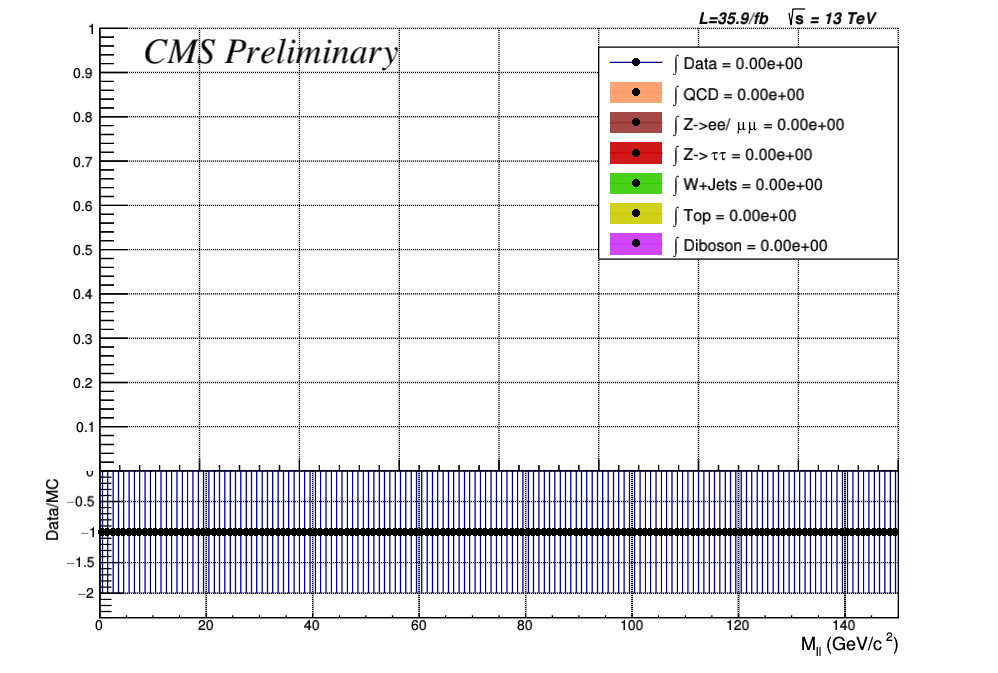 L=35.9/fb √s = 13 TeV
CMS Preliminary
1
0.9
0.8
0.7
0.6
0.5
0.4
0.3
0.2
0.1
∫ Data = 0.00e+00
∫ QCD = 0.00e+00
∫ Z->ee/ μμ = 0.00e+00
∫ Z-> ττ = 0.00e+00
∫ W+Jets = 0.00e+00
∫ Top = 0.00e+00
∫ Diboson = 0.00e+00
Data/MC
0
−0.5
−1
−1.5
−2
0 20 40 60 80 100 120 140
M_ll (GeV/c²)